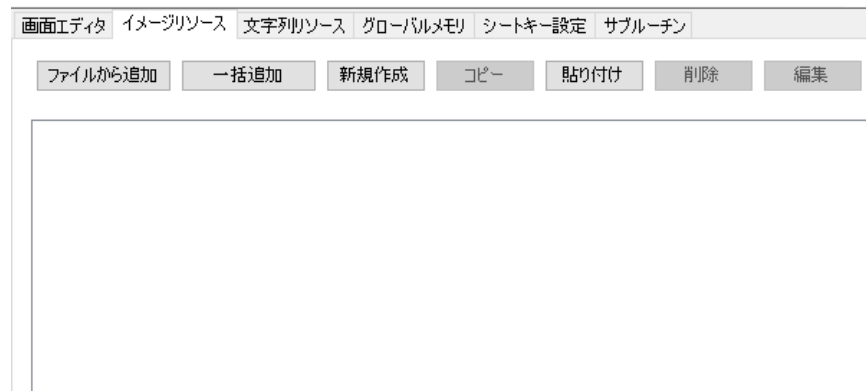 画面エディタ イメージリソース 文字列リソース グローバルメモリ シートキー設定 サブルーチン
ファイルから追加 一括追加 新規作成 コピー 貼り付け 削除 編集